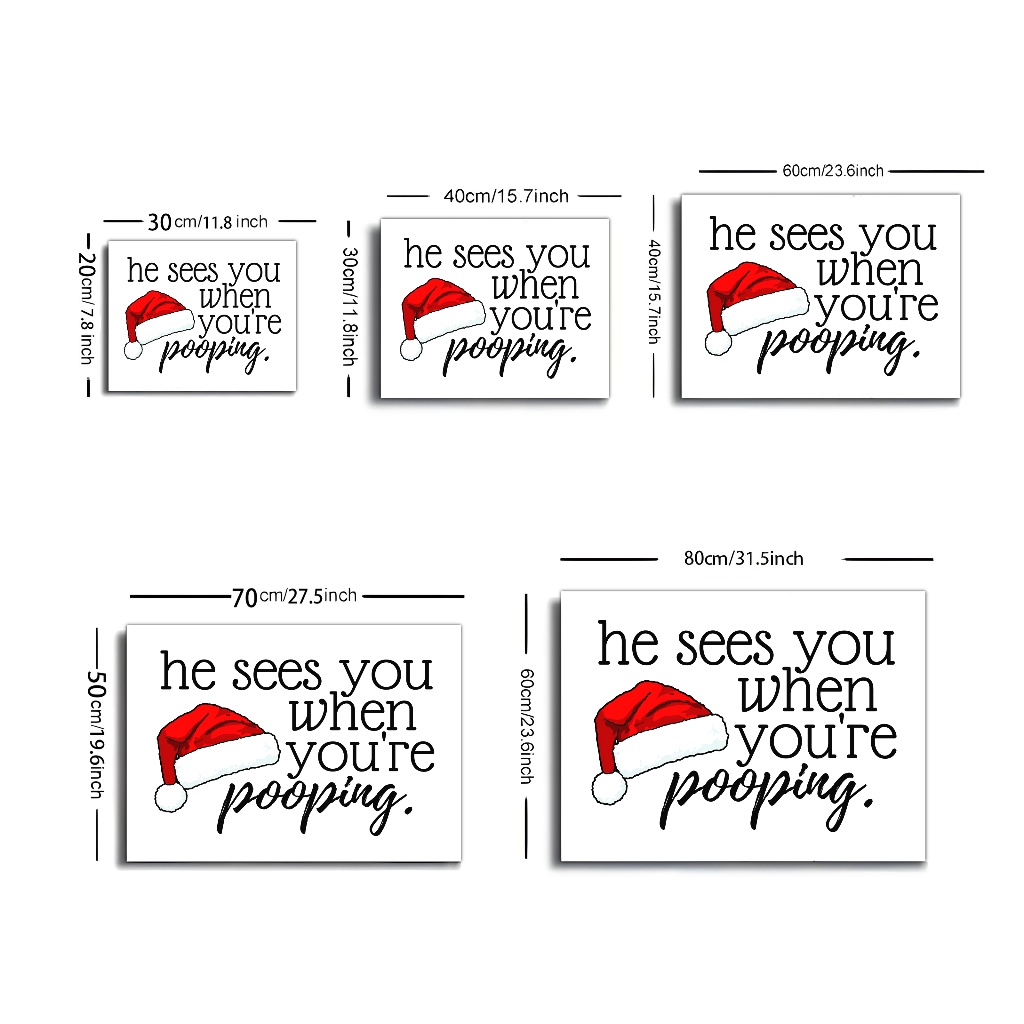 60cm/23.6inch
40cm/15.7inch
30cm/11.8 inch
he sees you
when
you're
pooping.
20cm/ 7.8 inch
he sees you
when
you're
pooping.
30cm/11.8inch
he sees you
when
you're
pooping.
40cm/15.7inch
80cm/31.5inch
70cm/27.5inch
he sees you
when
you're
pooping.
50cm/19.6inch
he sees you
when
you're
pooping.
60cm/23.6inch